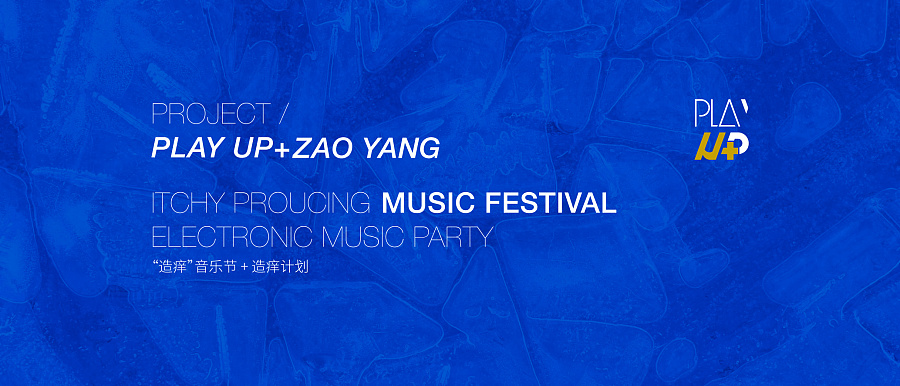 PROJECT /
PLAY UP+ZAO YANG
ITCHY PROUCING MUSIC FESTIVAL
ELECTRONIC MUSIC PARTY
“造痒”音乐节 + 造痒计划
PLAY
UP